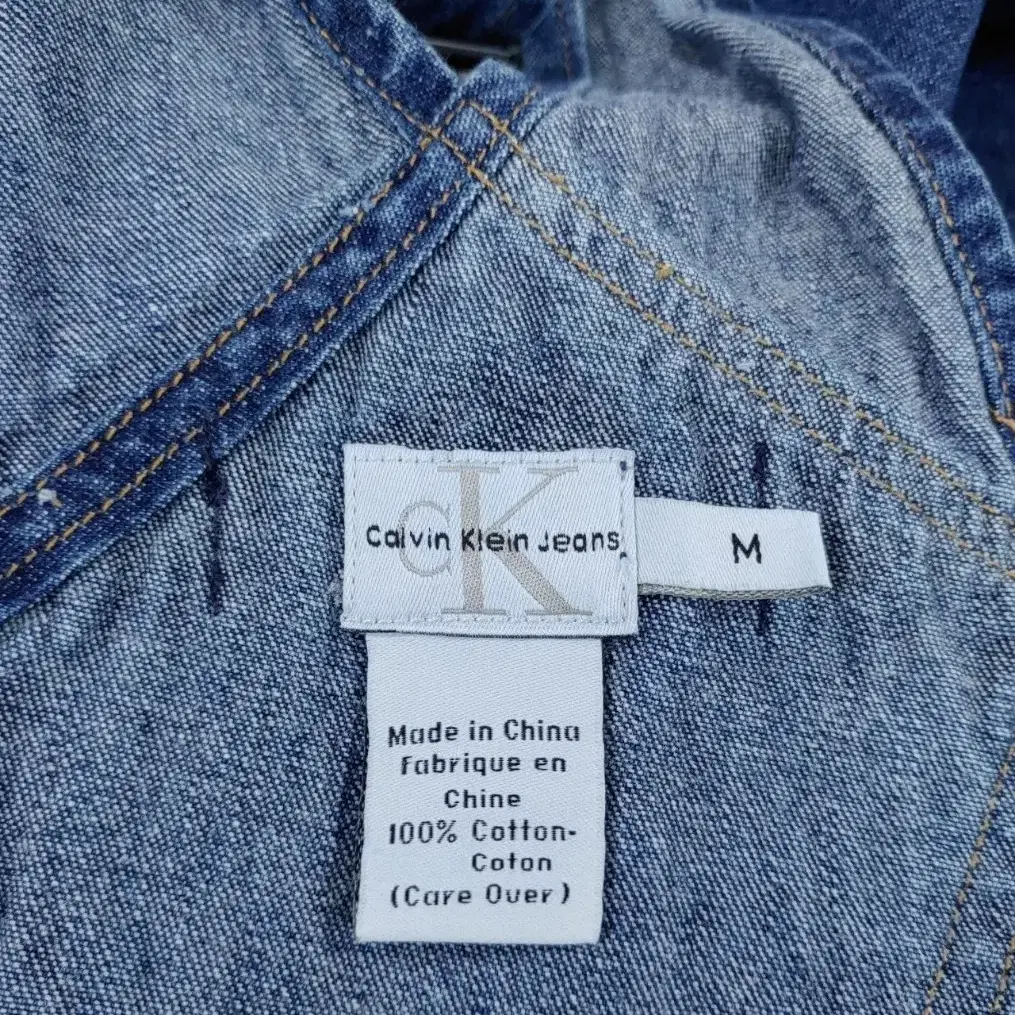 CK
Calvin Klein Jeans
M
Made in China
Fabrique en
Chine
100% Cotton-
Coton
(Care Over)